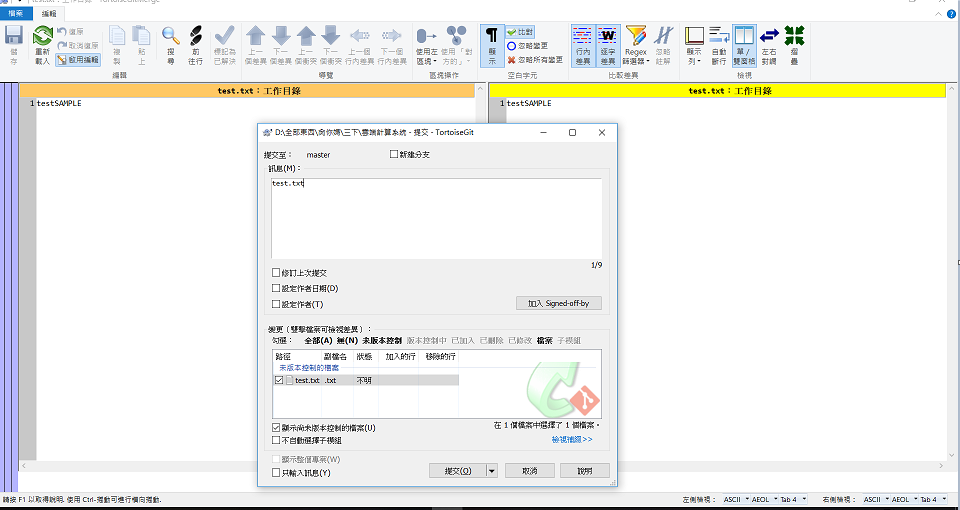 test.txt：工作目錄 - TortoiseGitMerge
檔案 編輯
儲存
重新載入
復原
取消復原
啟用編輯
複製
貼上
搜尋
前往行
標記為已解決
上一個差異
下一個差異
上一個衝突
下一個衝突
上一個行內差異
下一個行內差異
使用左區塊
使用「對方的」
顯示
比對
忽略變更
忽略所有變更
行內差異
逐字差異
Regex 篩選器
忽略註解
顯示列
自動斷行
單 / 雙窗格
左右對調
摺疊
編輯 導覽 區塊操作 空白字元 比較差異 檢視
test.txt：工作目錄 test.txt：工作目錄
1 testSAMPLE 1 testSAMPLE
D:\全部東西\向你媽\三下\雲端計算系統 - 提交 - TortoiseGit
提交至： master 新建分支
訊息(M)：
test.txt
1/9
修訂上次提交
設定作者日期(D)
設定作者(T) 加入 Signed-off-by
變更（雙擊檔案可檢視差異）：
勾選： 全部(A) 無(N) 未版本控制 版本控制中 已加入 已刪除 已修改 檔案 子模組
路徑 副檔名 狀態 加入的行 移除的行
未版本控制的檔案
test.txt .txt 不明
顯示尚未版本控制的檔案(U) 在 1 個檔案中選擇了 1 個檔案。
不自動選擇子模組 檢視補綴>>
顯示整個專案(W)
只輸入訊息(Y) 提交(O) 取消 說明
請按 F1 以取得說明. 使用 Ctrl-捲動可進行橫向捲動. 左側檢視： ASCII AEOL Tab 4 右側檢視： ASCII AEOL Tab 4